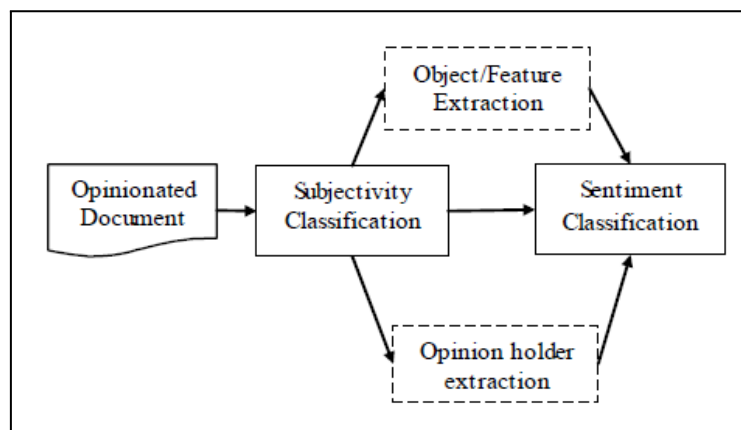 Object/Feature
Extraction
Opinionated
Document
Subjectivity
Classification
Sentiment
Classification
Opinion holder
extraction